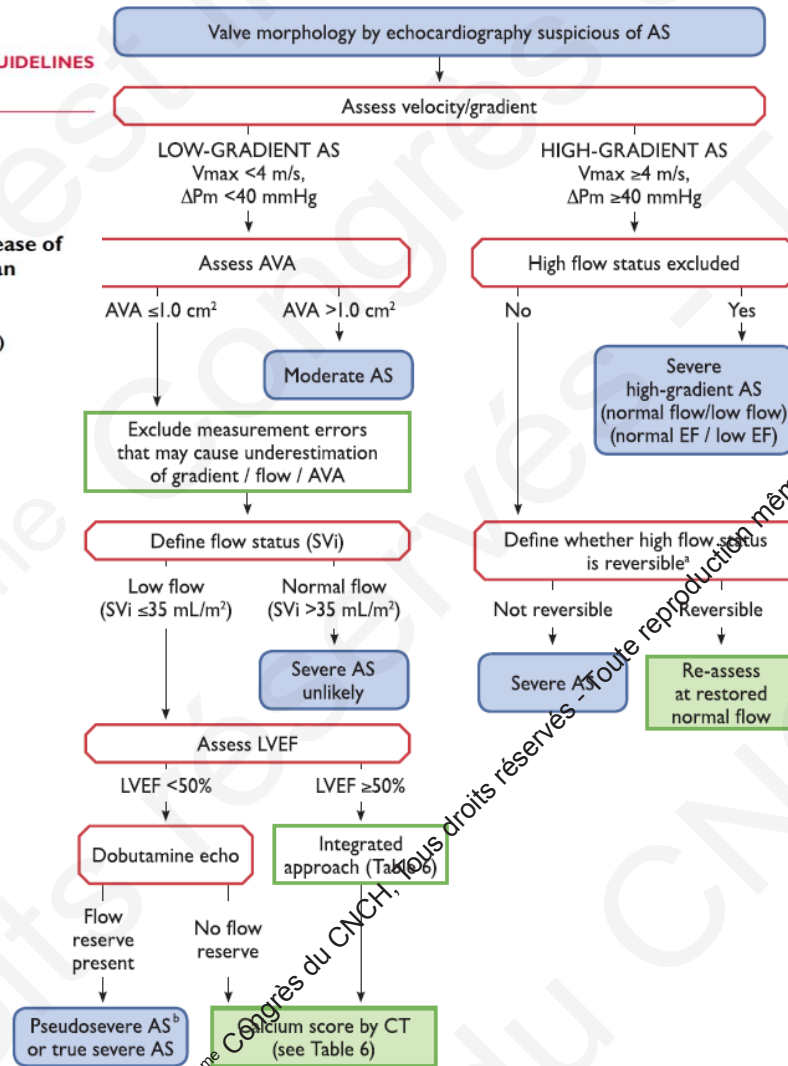 UIDELINES
ease of
an
)
Valve morphology by echocardiography suspicious of AS
Assess velocity/gradient
LOW-GRADIENT AS
Vmax <4 m/s,
ΔPm <40 mmHg
HIGH-GRADIENT AS
Vmax ≥4 m/s,
ΔPm ≥40 mmHg
Assess AVA
High flow status excluded
AVA ≤1.0 cm²
AVA >1.0 cm²
No
Yes
Moderate AS
Severe
high-gradient AS
(normal flow/low flow)
(normal EF / low EF)
Exclude measurement errors
that may cause underestimation
of gradient / flow / AVA
Define flow status (SVi)
Define whether high flow status
is reversibleᵃ
Low flow
(SVi ≤35 mL/m²)
Normal flow
(SVi >35 mL/m²)
Not reversible
Reversible
Severe AS
unlikely
Severe AS
Re-assess
at restored
normal flow
Assess LVEF
LVEF <50%
LVEF ≥50%
Dobutamine echo
Integrated
approach (Table 6)
Flow
reserve
present
No flow
reserve
Pseudosevere ASᵇ
or true severe AS
Calcium score by CT
(see Table 6)
ᵐᵉ Congrès du CNCH, Tous droits réservés - Toute reproduction mêm